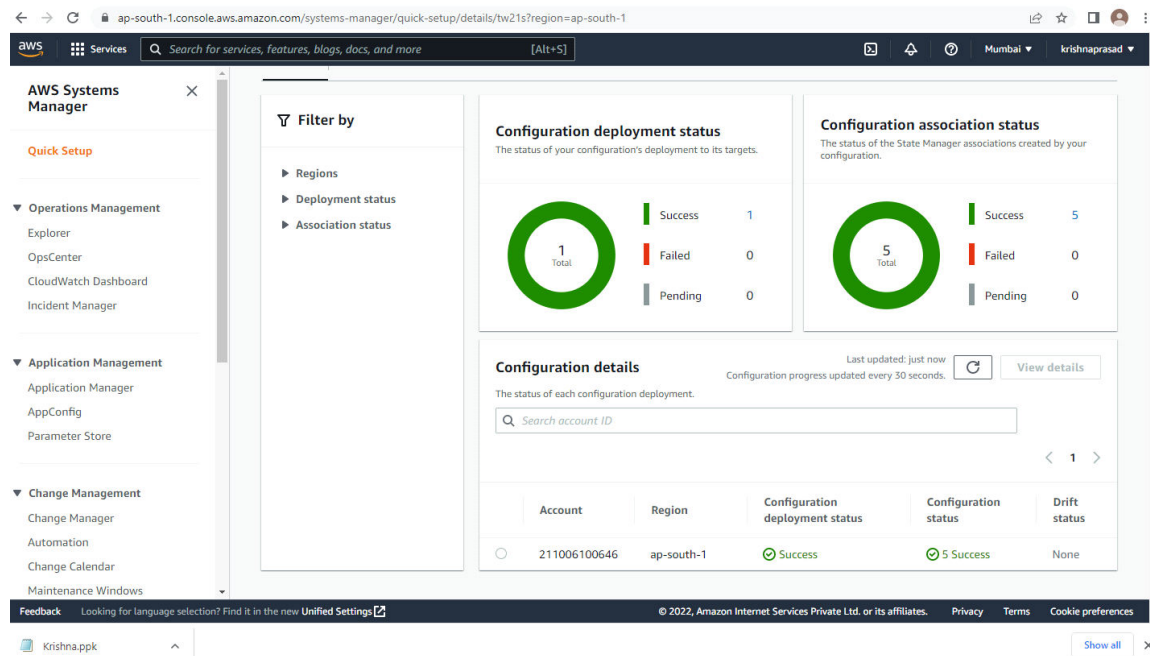 ap-south-1.console.aws.amazon.com/systems-manager/quick-setup/details/tw21s?region=ap-south-1
aws
Services
Search for services, features, blogs, docs, and more
[Alt+S]
Mumbai ▼
krishnaprasad ▼
AWS Systems
Manager
Quick Setup
Operations Management
Explorer
OpsCenter
CloudWatch Dashboard
Incident Manager
Application Management
Application Manager
AppConfig
Parameter Store
Change Management
Change Manager
Automation
Change Calendar
Maintenance Windows
Filter by
Regions
Deployment status
Association status
Configuration deployment status
The status of your configuration's deployment to its targets.
1
Total
Success 1
Failed 0
Pending 0
Configuration association status
The status of the State Manager associations created by your
configuration.
5
Total
Success 5
Failed 0
Pending 0
Configuration details
The status of each configuration deployment.
Last updated: just now
Configuration progress updated every 30 seconds.
View details
Search account ID
1
Account Region Configuration deployment status Configuration status Drift status
211006100646 ap-south-1 Success 5 Success None
Feedback
Looking for language selection? Find it in the new Unified Settings
© 2022, Amazon Internet Services Private Ltd. or its affiliates.
Privacy
Terms
Cookie preferences
Krishna.ppk
Show all